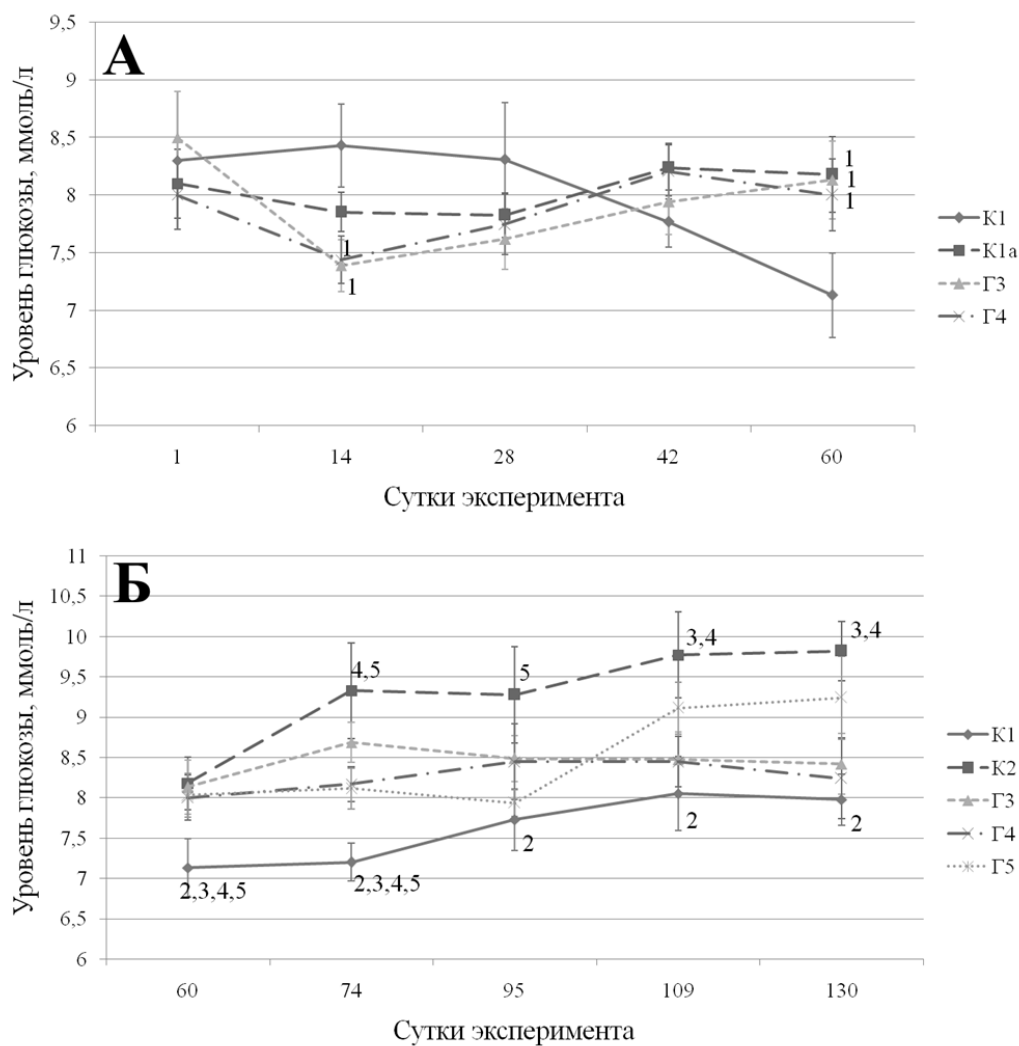 А
Уровень глюкозы, ммоль/л
9,5
9
8,5
8
7,5
7
6,5
6
1
1
1
1
1
1 14 28 42 60
Сутки эксперимента
К1
К1а
Г3
Г4
Б
Уровень глюкозы, ммоль/л
11
10,5
10
9,5
9
8,5
8
7,5
7
6,5
6
4,5
5
3,4
3,4
2,3,4,5
2,3,4,5
2
2
2
60 74 95 109 130
Сутки эксперимента
К1
К2
Г3
Г4
Г5